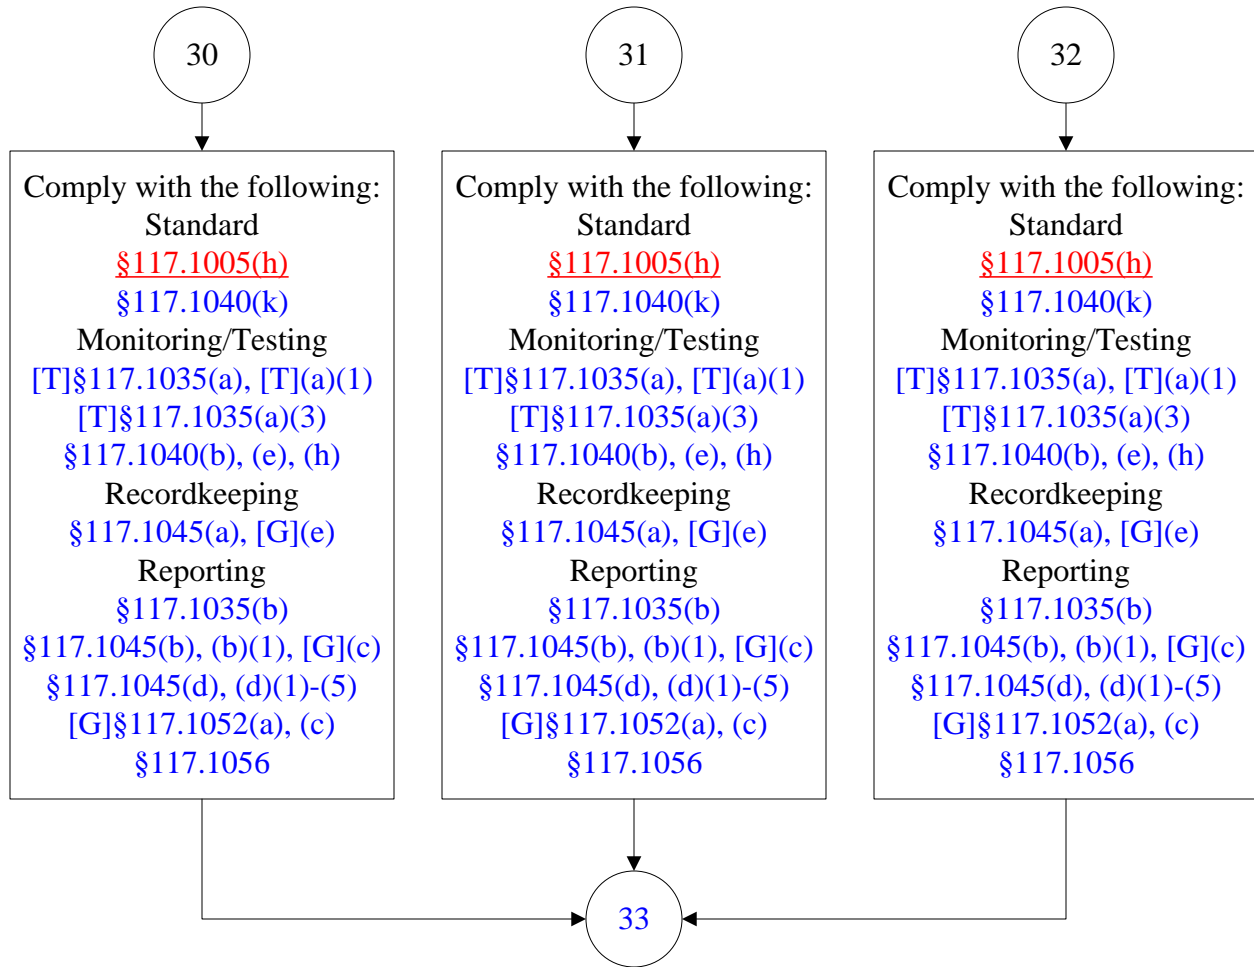 30
Comply with the following:
Standard
§117.1005(h)
§117.1040(k)
Monitoring/Testing
[T]§117.1035(a), [T](a)(1)
[T]§117.1035(a)(3)
§117.1040(b), (e), (h)
Recordkeeping
§117.1045(a), [G](e)
Reporting
§117.1035(b)
§117.1045(b), (b)(1), [G](c)
§117.1045(d), (d)(1)-(5)
[G]§117.1052(a), (c)
§117.1056
31
Comply with the following:
Standard
§117.1005(h)
§117.1040(k)
Monitoring/Testing
[T]§117.1035(a), [T](a)(1)
[T]§117.1035(a)(3)
§117.1040(b), (e), (h)
Recordkeeping
§117.1045(a), [G](e)
Reporting
§117.1035(b)
§117.1045(b), (b)(1), [G](c)
§117.1045(d), (d)(1)-(5)
[G]§117.1052(a), (c)
§117.1056
32
Comply with the following:
Standard
§117.1005(h)
§117.1040(k)
Monitoring/Testing
[T]§117.1035(a), [T](a)(1)
[T]§117.1035(a)(3)
§117.1040(b), (e), (h)
Recordkeeping
§117.1045(a), [G](e)
Reporting
§117.1035(b)
§117.1045(b), (b)(1), [G](c)
§117.1045(d), (d)(1)-(5)
[G]§117.1052(a), (c)
§117.1056
33